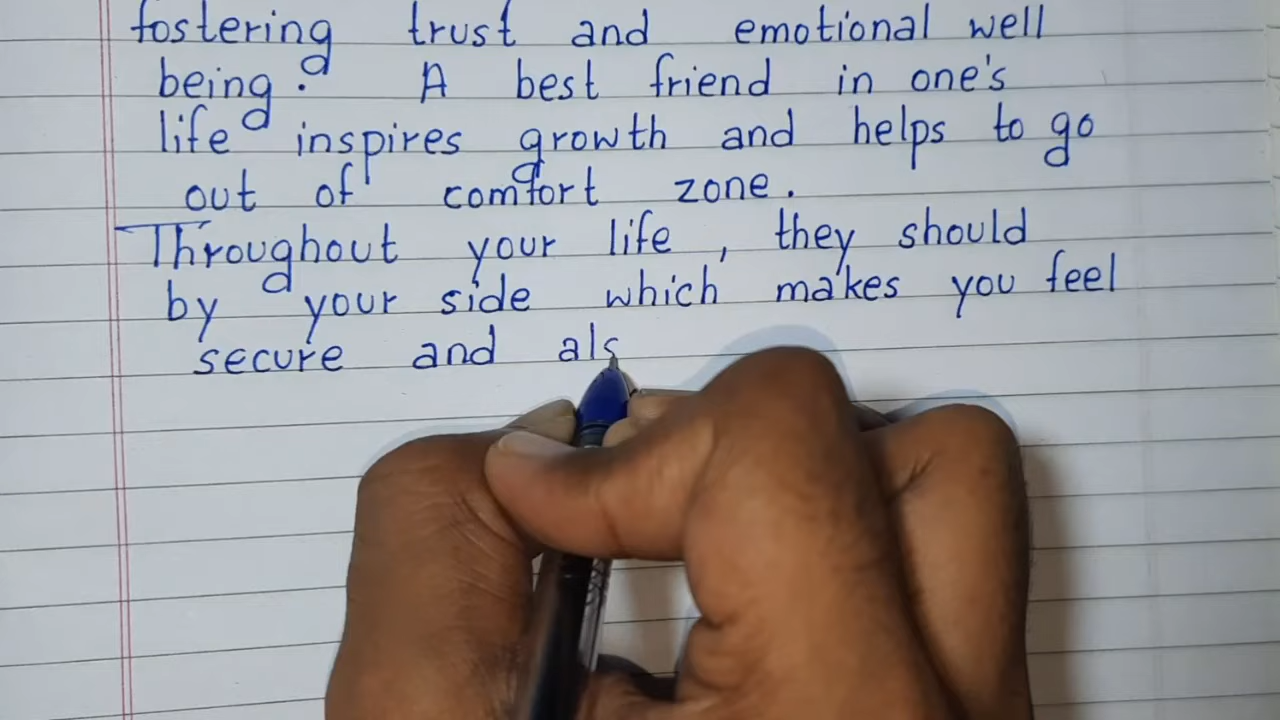 fostering trust and emotional well
being. A best friend in one's
life inspires growth and helps to go
out of comfort zone.
Throughout your life, they should
by your side which makes you feel
secure and als